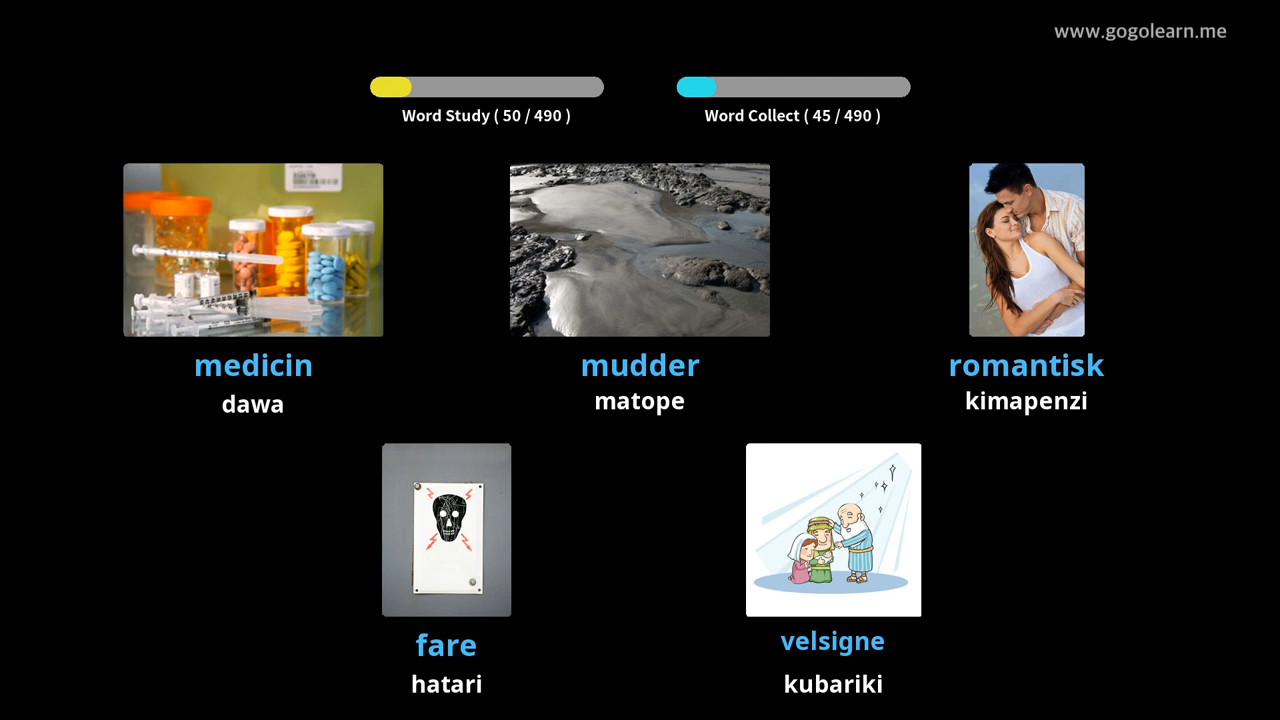 www.gogolearn.me
Word Study ( 50 / 490 )
Word Collect ( 45 / 490 )
medicin
mudder
romantisk
dawa
matope
kimapenzi
fare
velsigne
hatari
kubariki